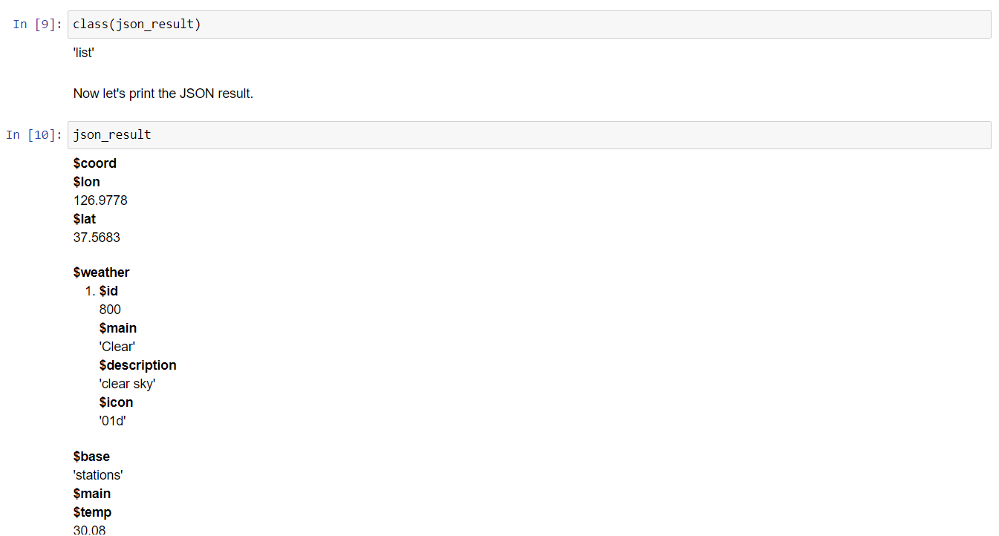 In [9]: class(json_result)
'list'
Now let's print the JSON result.
In [10]: json_result
$coord
$lon
126.9778
$lat
37.5683
$weather
1. $id
800
$main
'Clear'
$description
'clear sky'
$icon
'01d'
$base
'stations'
$main
$temp
30.08